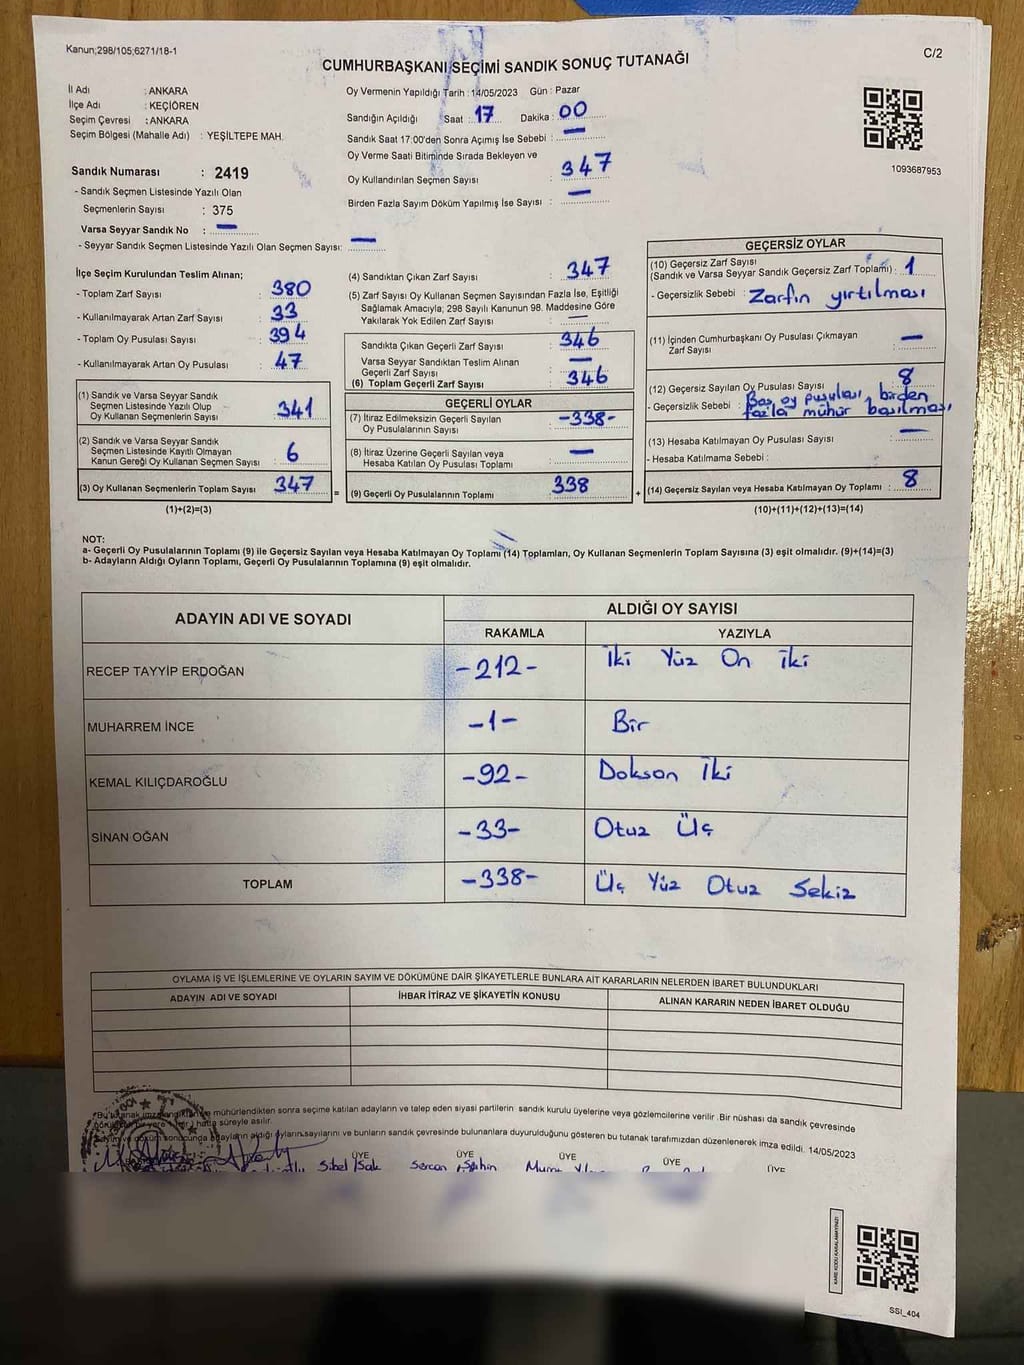 Kanun;298/105;6271/18-1
C/2
CUMHURBAŞKANI SEÇİMİ SANDIK SONUÇ TUTANAĞI
İl Adı : ANKARA
İlçe Adı : KEÇİÖREN
Seçim Çevresi : ANKARA
Seçim Bölgesi (Mahalle Adı) : YEŞİLTEPE MAH.
Sandık Numarası : 2419
- Sandık Seçmen Listesinde Yazılı Olan
Seçmenlerin Sayısı : 375
Varsa Seyyar Sandık No : —
- Seyyar Sandık Seçmen Listesinde Yazılı Olan Seçmen Sayısı: —
Oy Vermenin Yapıldığı Tarih : 14/05/2023 Gün : Pazar
Sandığın Açıldığı Saat : 17 Dakika : 00
Sandık Saat 17:00'den Sonra Açımış İse Sebebi : —
Oy Verme Saati Bitiminde Sırada Bekleyen ve
Oy Kullandırılan Seçmen Sayısı : 347
Birden Fazla Sayım Döküm Yapılmış İse Sayısı : —
1093687953
İlçe Seçim Kurulundan Teslim Alınan;
- Toplam Zarf Sayısı : 380
- Kullanılmayarak Artan Zarf Sayısı : 33
- Toplam Oy Pusulası Sayısı : 394
- Kullanılmayarak Artan Oy Pusulası : 47
(1) Sandık ve Varsa Seyyar Sandık
Seçmen Listesinde Yazılı Olup
Oy Kullanan Seçmenlerin Sayısı : 341
(2) Sandık ve Varsa Seyyar Sandık
Seçmen Listesinde Kayıtlı Olmayan
Kanun Gereği Oy Kullanan Seçmen Sayısı : 6
(3) Oy Kullanan Seçmenlerin Toplam Sayısı : 347
(1)+(2)=(3)
=
(4) Sandıktan Çıkan Zarf Sayısı : 347
(5) Zarf Sayısı Oy Kullanan Seçmen Sayısından Fazla İse, Eşitliği
Sağlamak Amacıyla; 298 Sayılı Kanunun 98. Maddesine Göre
Yakılarak Yok Edilen Zarf Sayısı : —
Sandıkta Çıkan Geçerli Zarf Sayısı : 346
Varsa Seyyar Sandıktan Teslim Alınan
Geçerli Zarf Sayısı : —
(6) Toplam Geçerli Zarf Sayısı : 346
GEÇERLİ OYLAR
(7) İtiraz Edilmeksizin Geçerli Sayılan
Oy Pusulalarının Sayısı : -338-
(8) İtiraz Üzerine Geçerli Sayılan veya
Hesaba Katılan Oy Pusulası Toplamı : —
(9) Geçerli Oy Pusulalarının Toplamı : 338
+
GEÇERSİZ OYLAR
(10) Geçersiz Zarf Sayısı
(Sandık ve Varsa Seyyar Sandık Geçersiz Zarf Toplamı) : 1
- Geçersizlik Sebebi : Zarfın yırtılması
(11) İçinden Cumhurbaşkanı Oy Pusulası Çıkmayan
Zarf Sayısı : —
(12) Geçersiz Sayılan Oy Pusulası Sayısı : 8
- Geçersizlik Sebebi : Boş oy pusulası, birden
fazla mühür basılması
(13) Hesaba Katılmayan Oy Pusulası Sayısı : —
- Hesaba Katılmama Sebebi :
(14) Geçersiz Sayılan veya Hesaba Katılmayan Oy Toplamı : 8
(10)+(11)+(12)+(13)=(14)
NOT:
a- Geçerli Oy Pusulalarının Toplamı (9) ile Geçersiz Sayılan veya Hesaba Katılmayan Oy Toplamı (14) Toplamları, Oy Kullanan Seçmenlerin Toplam Sayısına (3) eşit olmalıdır. (9)+(14)=(3)
b- Adayların Aldığı Oyların Toplamı, Geçerli Oy Pusulalarının Toplamına (9) eşit olmalıdır.
ADAYIN ADI VE SOYADI
ALDIĞI OY SAYISI
RAKAMLA YAZIYLA
RECEP TAYYİP ERDOĞAN -212- İki Yüz On İki
MUHARREM İNCE -1- Bir
KEMAL KILIÇDAROĞLU -92- Doksan İki
SİNAN OĞAN -33- Otuz Üç
TOPLAM -338- Üç Yüz Otuz Sekiz
OYLAMA İŞ VE İŞLEMLERİNE VE OYLARIN SAYIM VE DÖKÜMÜNE DAİR ŞİKAYETLERLE BUNLARA AİT KARARLARIN NELERDEN İBARET BULUNDUKLARI
ADAYIN ADI VE SOYADI İHBAR İTİRAZ VE ŞİKAYETİN KONUSU ALINAN KARARIN NEDEN İBARET OLDUĞU
mühürlendikten sonra seçime katılan adayların ve talep eden siyasi partilerin sandık kurulu üyelerine veya gözlemcilerine verilir .Bir nüshası da sandık çevresinde
hafta süreyle asılır.
adayların aldığı oyların sayılarını ve bunların sandık çevresinde bulunanlara duyurulduğunu gösteren bu tutanak tarafımızdan düzenlenerek imza edildi. 14/05/2023
ÜYE ÜYE ÜYE ÜYE ÜYE
Sibel Işak Sercan Şahin
KARE KODU KARALAMAYINIZ!
SSI_404